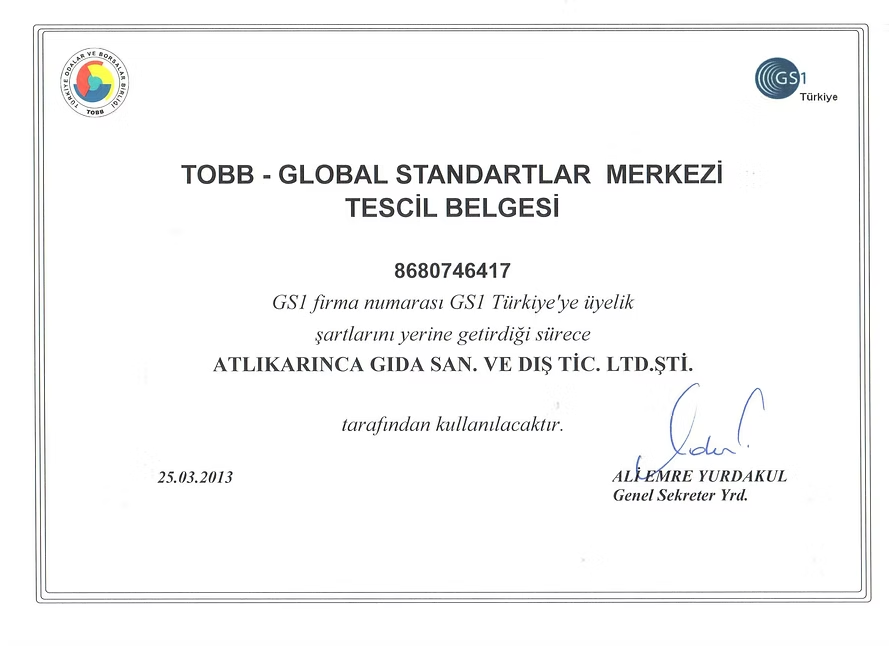 TÜRKİYE ODALAR VE BORSALAR BİRLİĞİ
TOBB
GS1
Türkiye
TOBB - GLOBAL STANDARTLAR MERKEZİ
TESCİL BELGESİ
8680746417
GS1 firma numarası GS1 Türkiye'ye üyelik
şartlarını yerine getirdiği sürece
ATLIKARINCA GIDA SAN. VE DIŞ TİC. LTD.ŞTİ.
tarafından kullanılacaktır.
25.03.2013
ALİ EMRE YURDAKUL
Genel Sekreter Yrd.